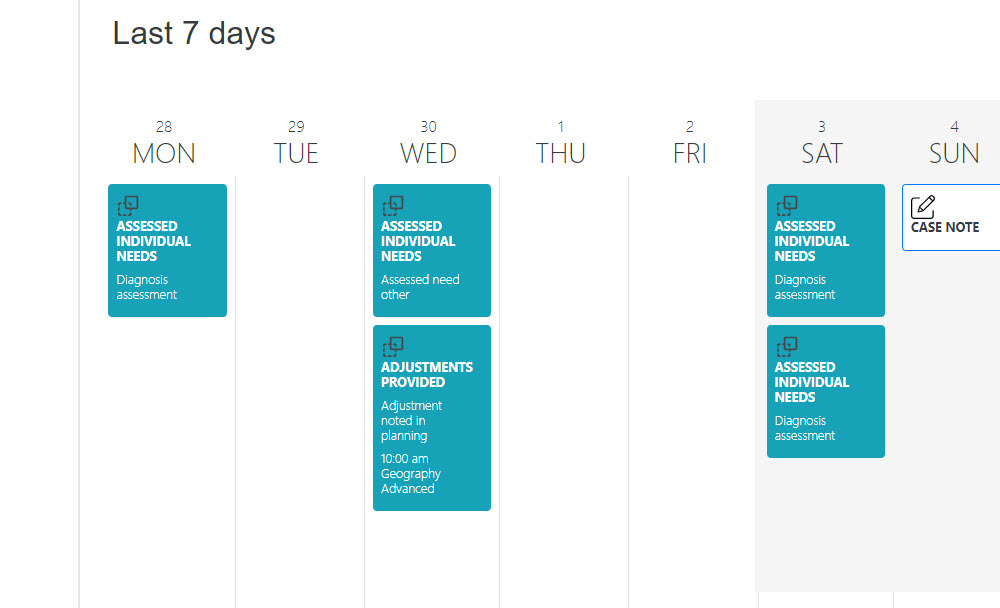 Last 7 days
28
MON
29
TUE
30
WED
1
THU
2
FRI
3
SAT
4
SUN
ASSESSED
INDIVIDUAL
NEEDS
Diagnosis
assessment
ASSESSED
INDIVIDUAL
NEEDS
Assessed need
other
ADJUSTMENTS
PROVIDED
Adjustment
noted in
planning
10:00 am
Geography
Advanced
ASSESSED
INDIVIDUAL
NEEDS
Diagnosis
assessment
ASSESSED
INDIVIDUAL
NEEDS
Diagnosis
assessment
CASE NOTE